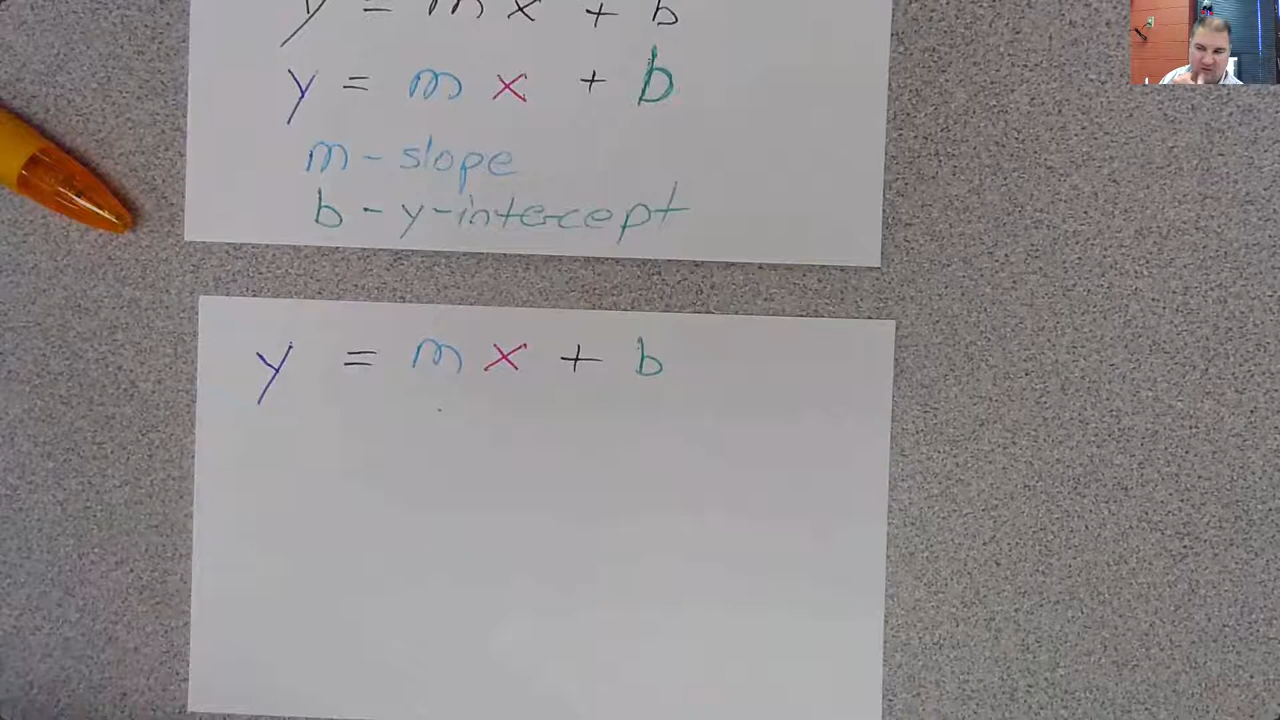 y = m x + b
y = m x + b
m - slope
b - y-intercept
y = m x + b